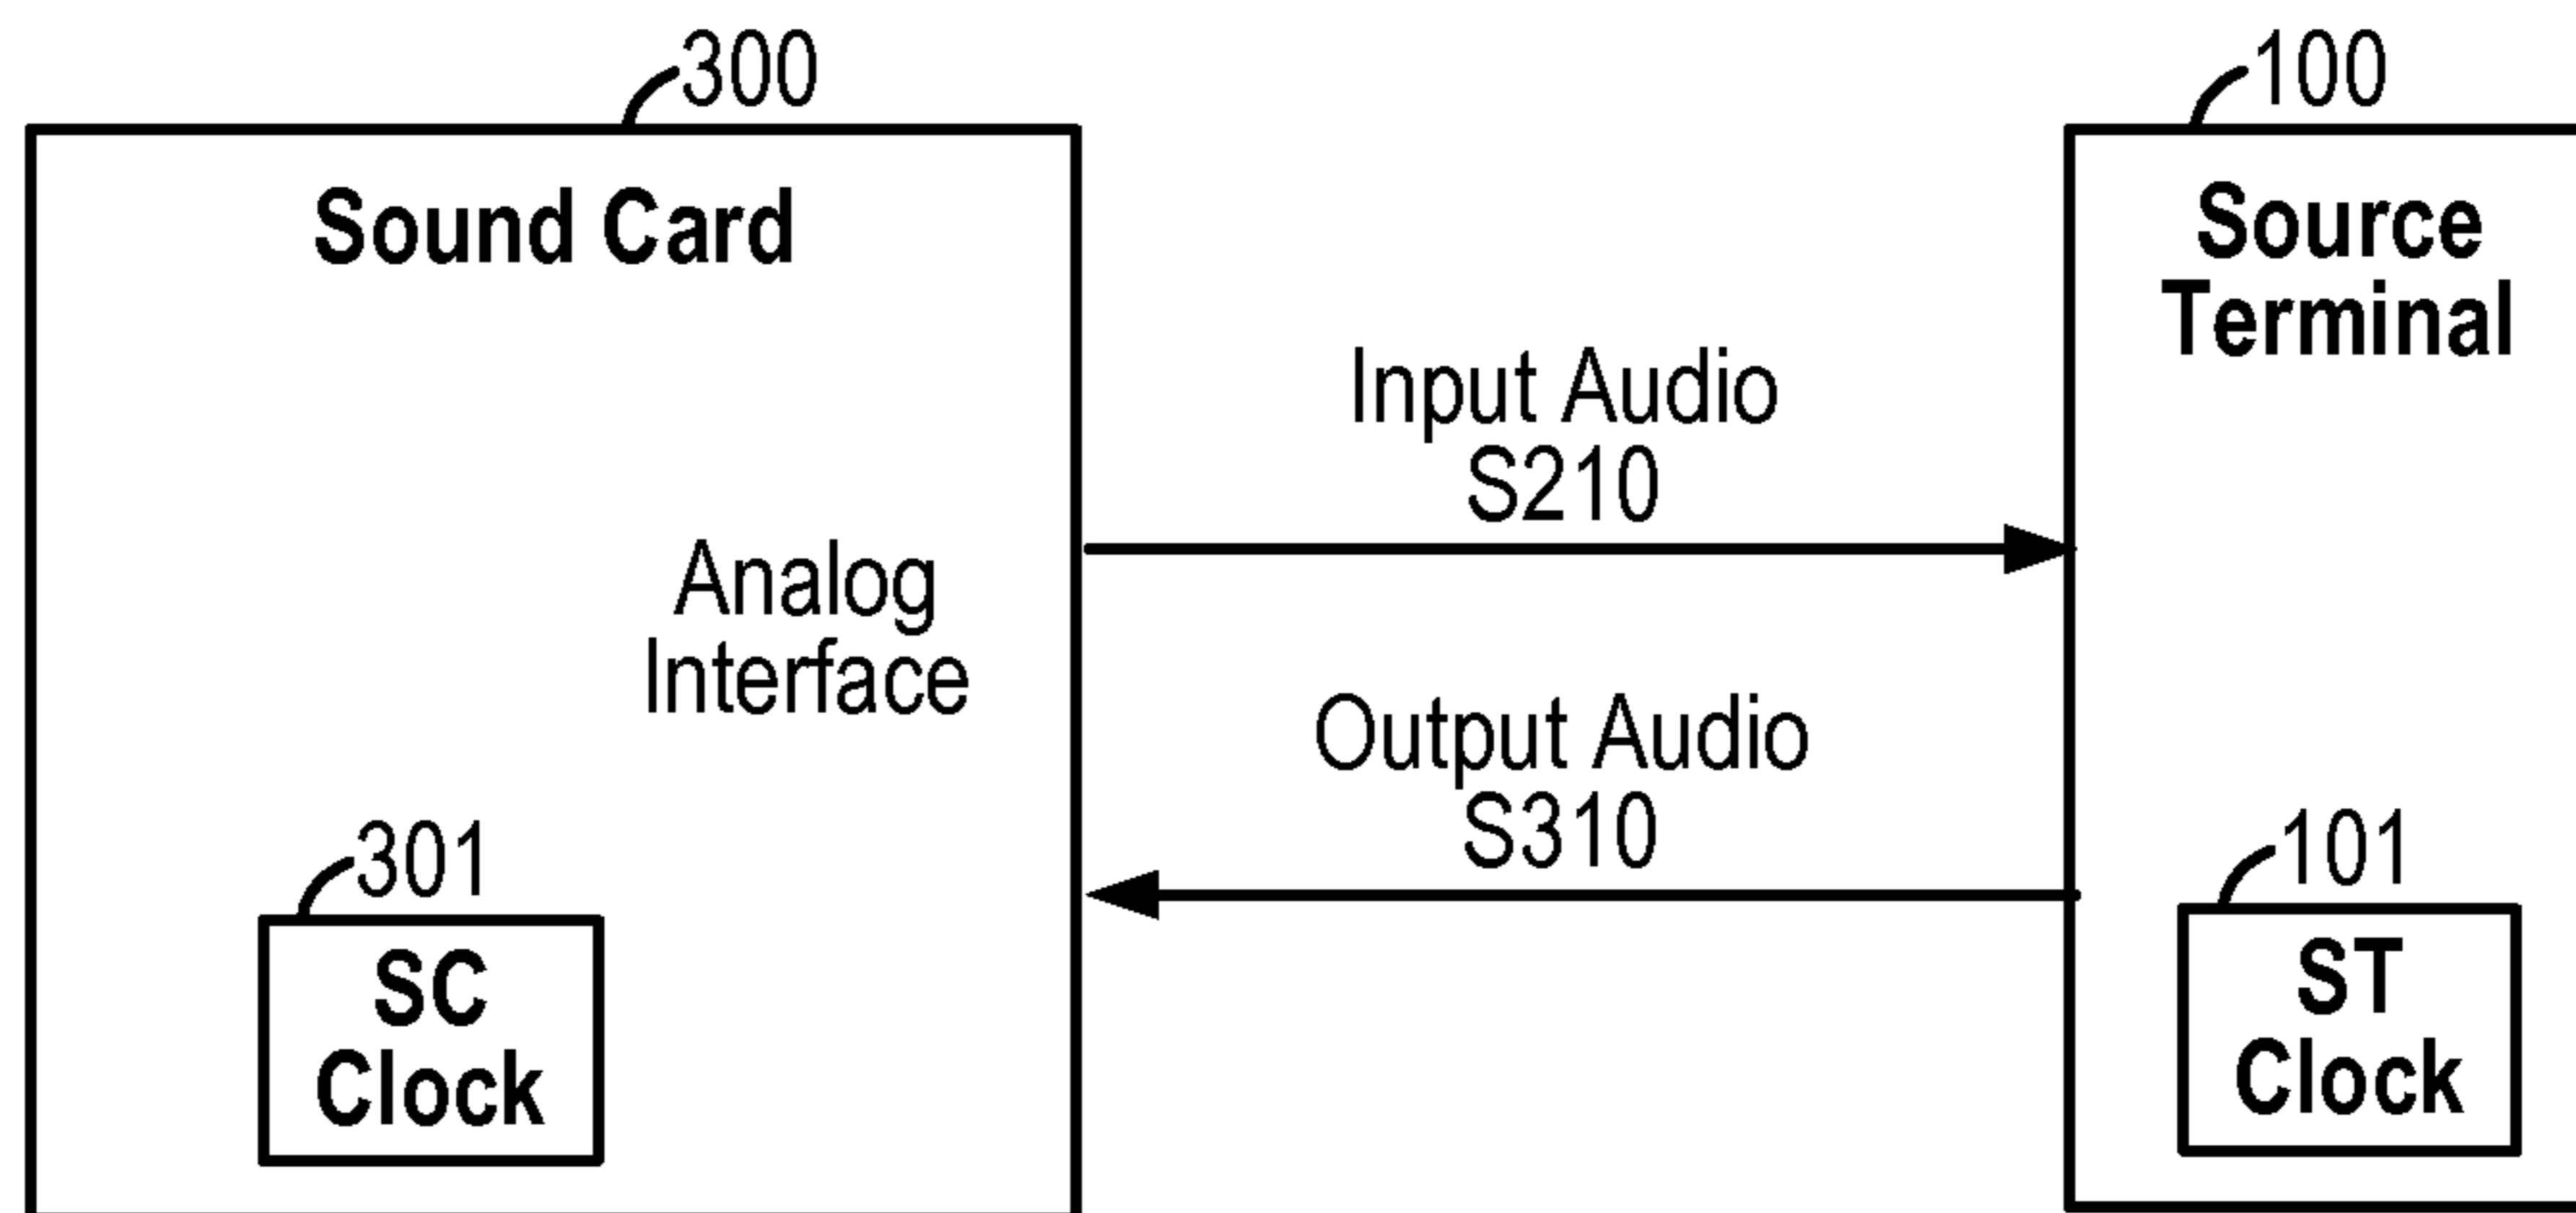 300
Sound Card
Analog
Interface
301
SC
Clock
Input Audio
S210
Output Audio
S310
100
Source
Terminal
101
ST
Clock